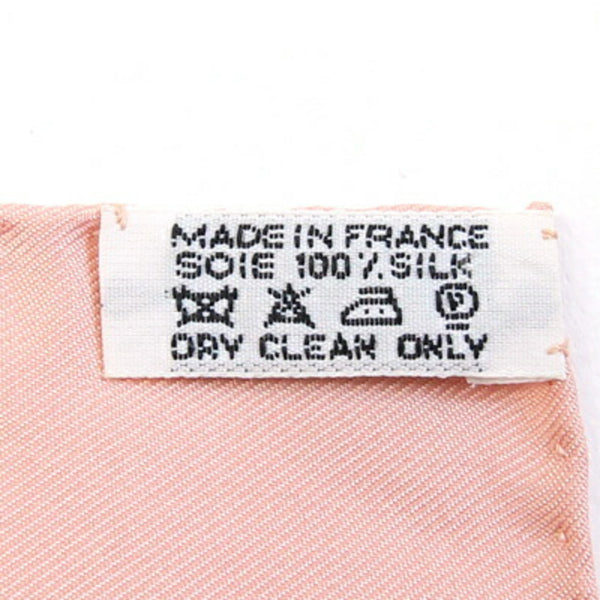 MADE IN FRANCE
SOIE 100% SILK
P
DRY CLEAN ONLY